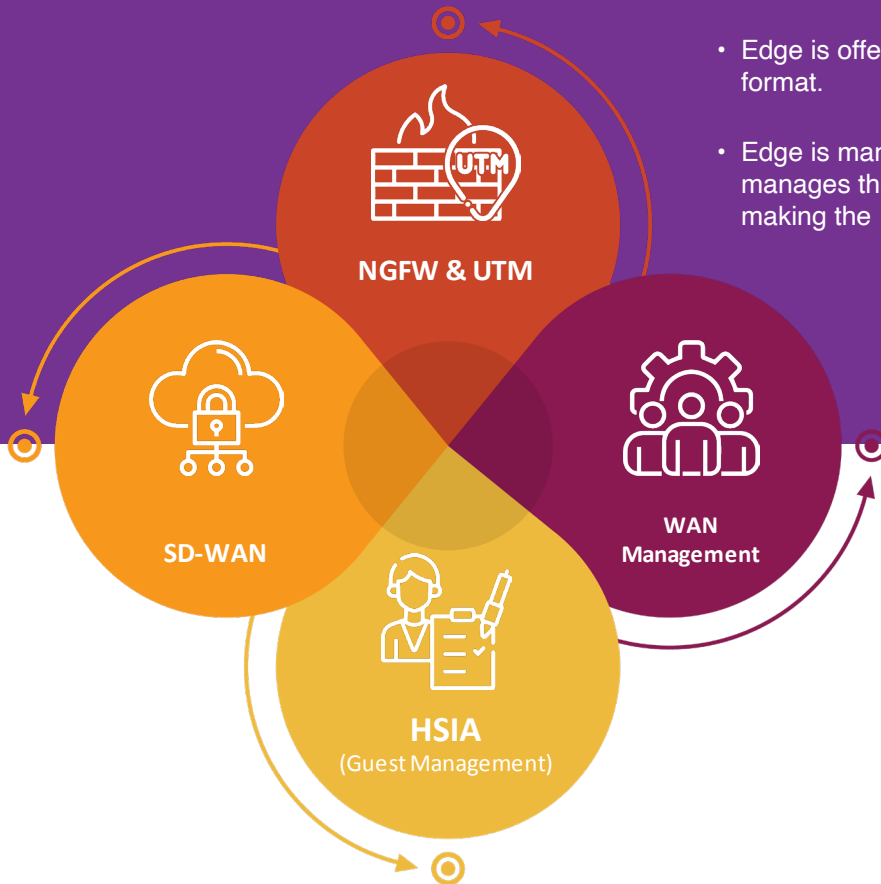 • Edge is offe
format.
• Edge is mar
manages th
making the
UTM
NGFW & UTM
SD-WAN
WAN
Management
HSIA
(Guest Management)